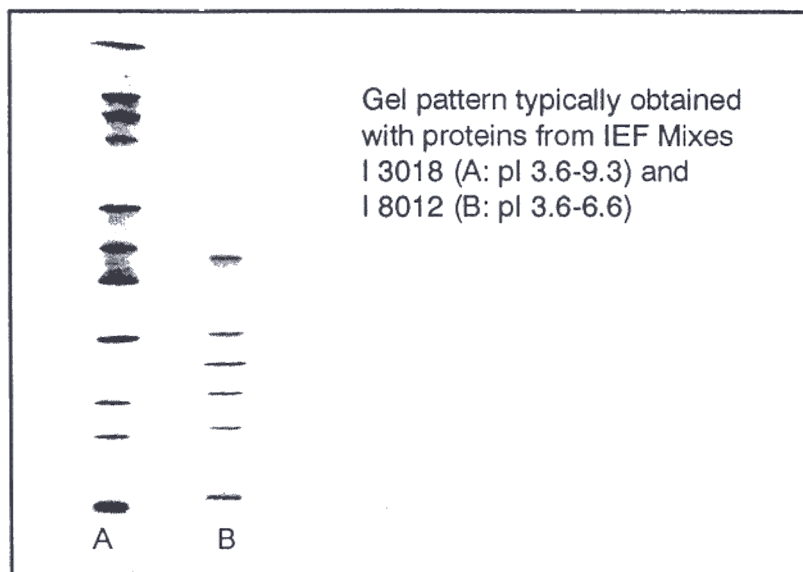 Gel pattern typically obtained
with proteins from IEF Mixes
I 3018 (A: pI 3.6-9.3) and
I 8012 (B: pI 3.6-6.6)
A B